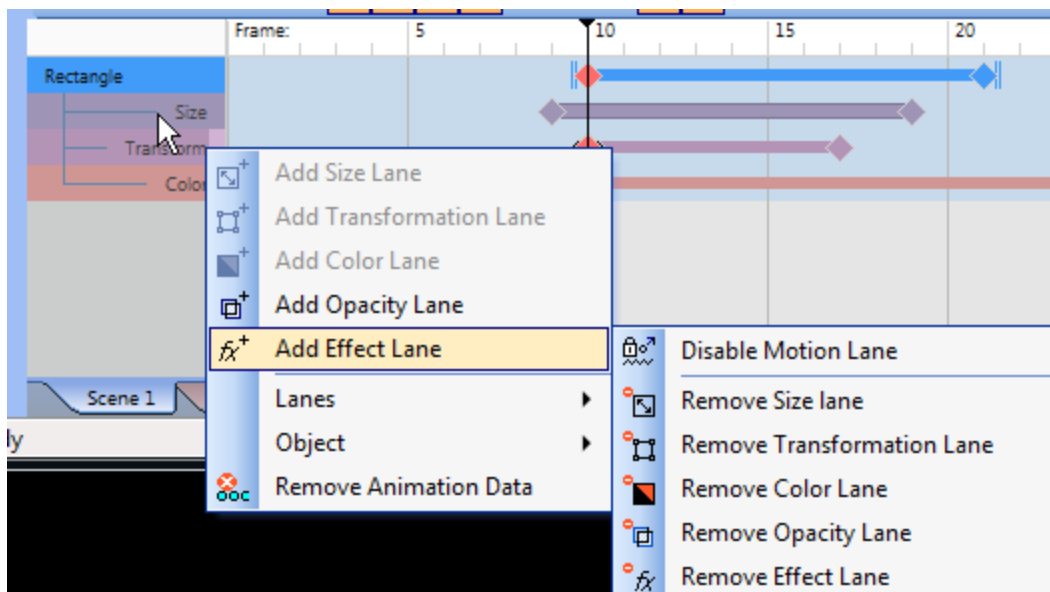 Frame:
5
10
15
20
Rectangle
Size
Transform
Color
Add Size Lane
Add Transformation Lane
Add Color Lane
Add Opacity Lane
Add Effect Lane
Lanes
Object
Remove Animation Data
Disable Motion Lane
Remove Size lane
Remove Transformation Lane
Remove Color Lane
Remove Opacity Lane
Remove Effect Lane
Scene 1
ly